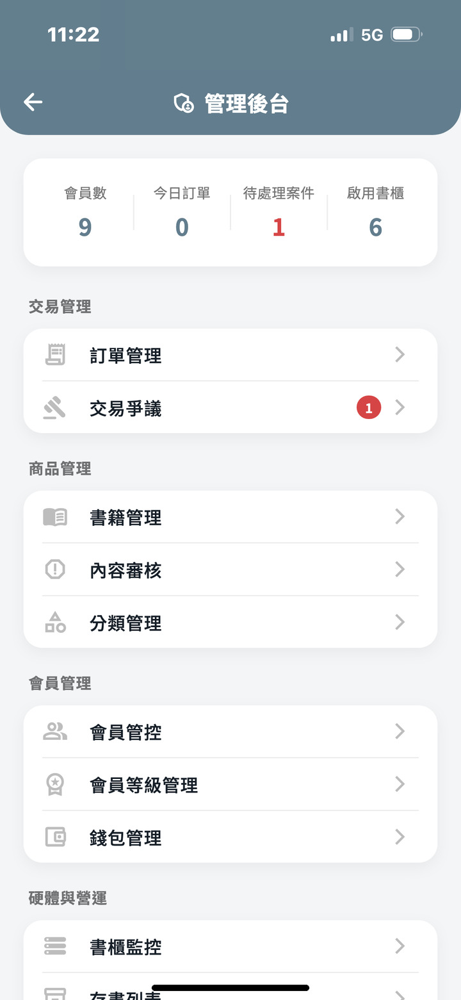 11:22
5G
管理後台
會員數
今日訂單
待處理案件
啟用書櫃
9
0
1
6
交易管理
訂單管理
交易爭議
1
商品管理
書籍管理
內容審核
分類管理
會員管理
會員管控
會員等級管理
錢包管理
硬體與營運
書櫃監控
存書列表